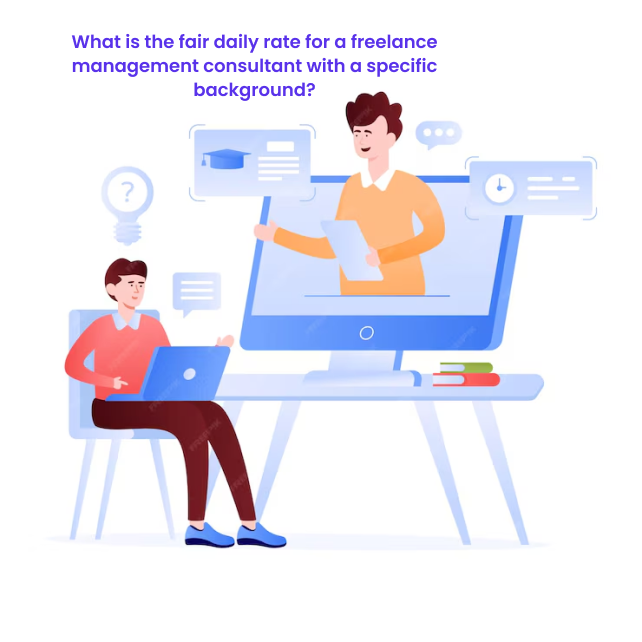 What is the fair daily rate for a freelance
management consultant with a specific
background?
?